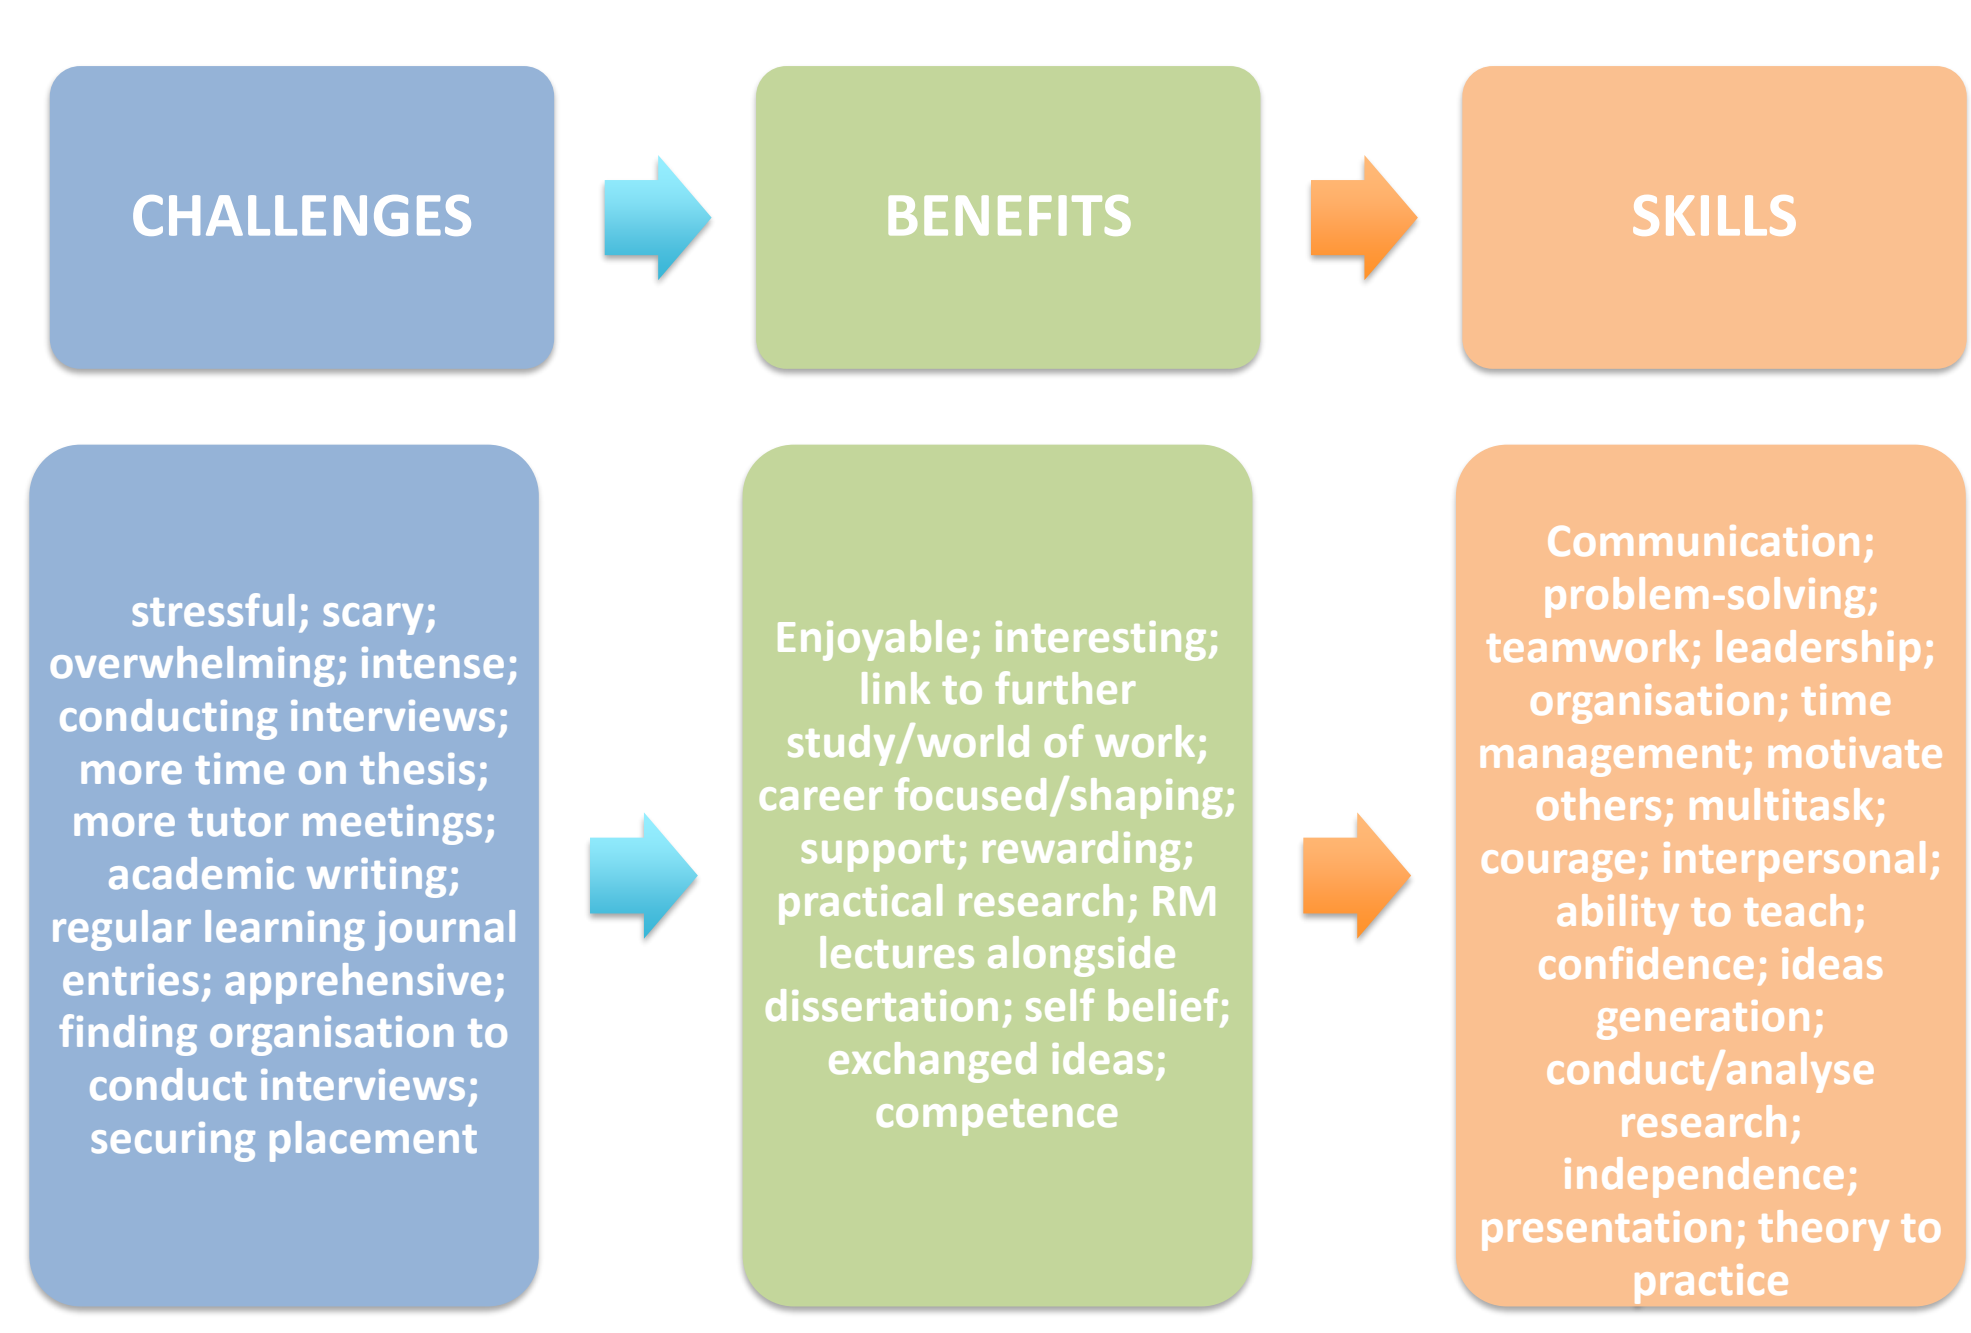 CHALLENGES
BENEFITS
SKILLS
stressful; scary;
overwhelming; intense;
conducting interviews;
more time on thesis;
more tutor meetings;
academic writing;
regular learning journal
entries; apprehensive;
finding organisation to
conduct interviews;
securing placement
Enjoyable; interesting;
link to further
study/world of work;
career focused/shaping;
support; rewarding;
practical research; RM
lectures alongside
dissertation; self belief;
exchanged ideas;
competence
Communication;
problem-solving;
teamwork; leadership;
organisation; time
management; motivate
others; multitask;
courage; interpersonal;
ability to teach;
confidence; ideas
generation;
conduct/analyse
research;
independence;
presentation; theory to
practice